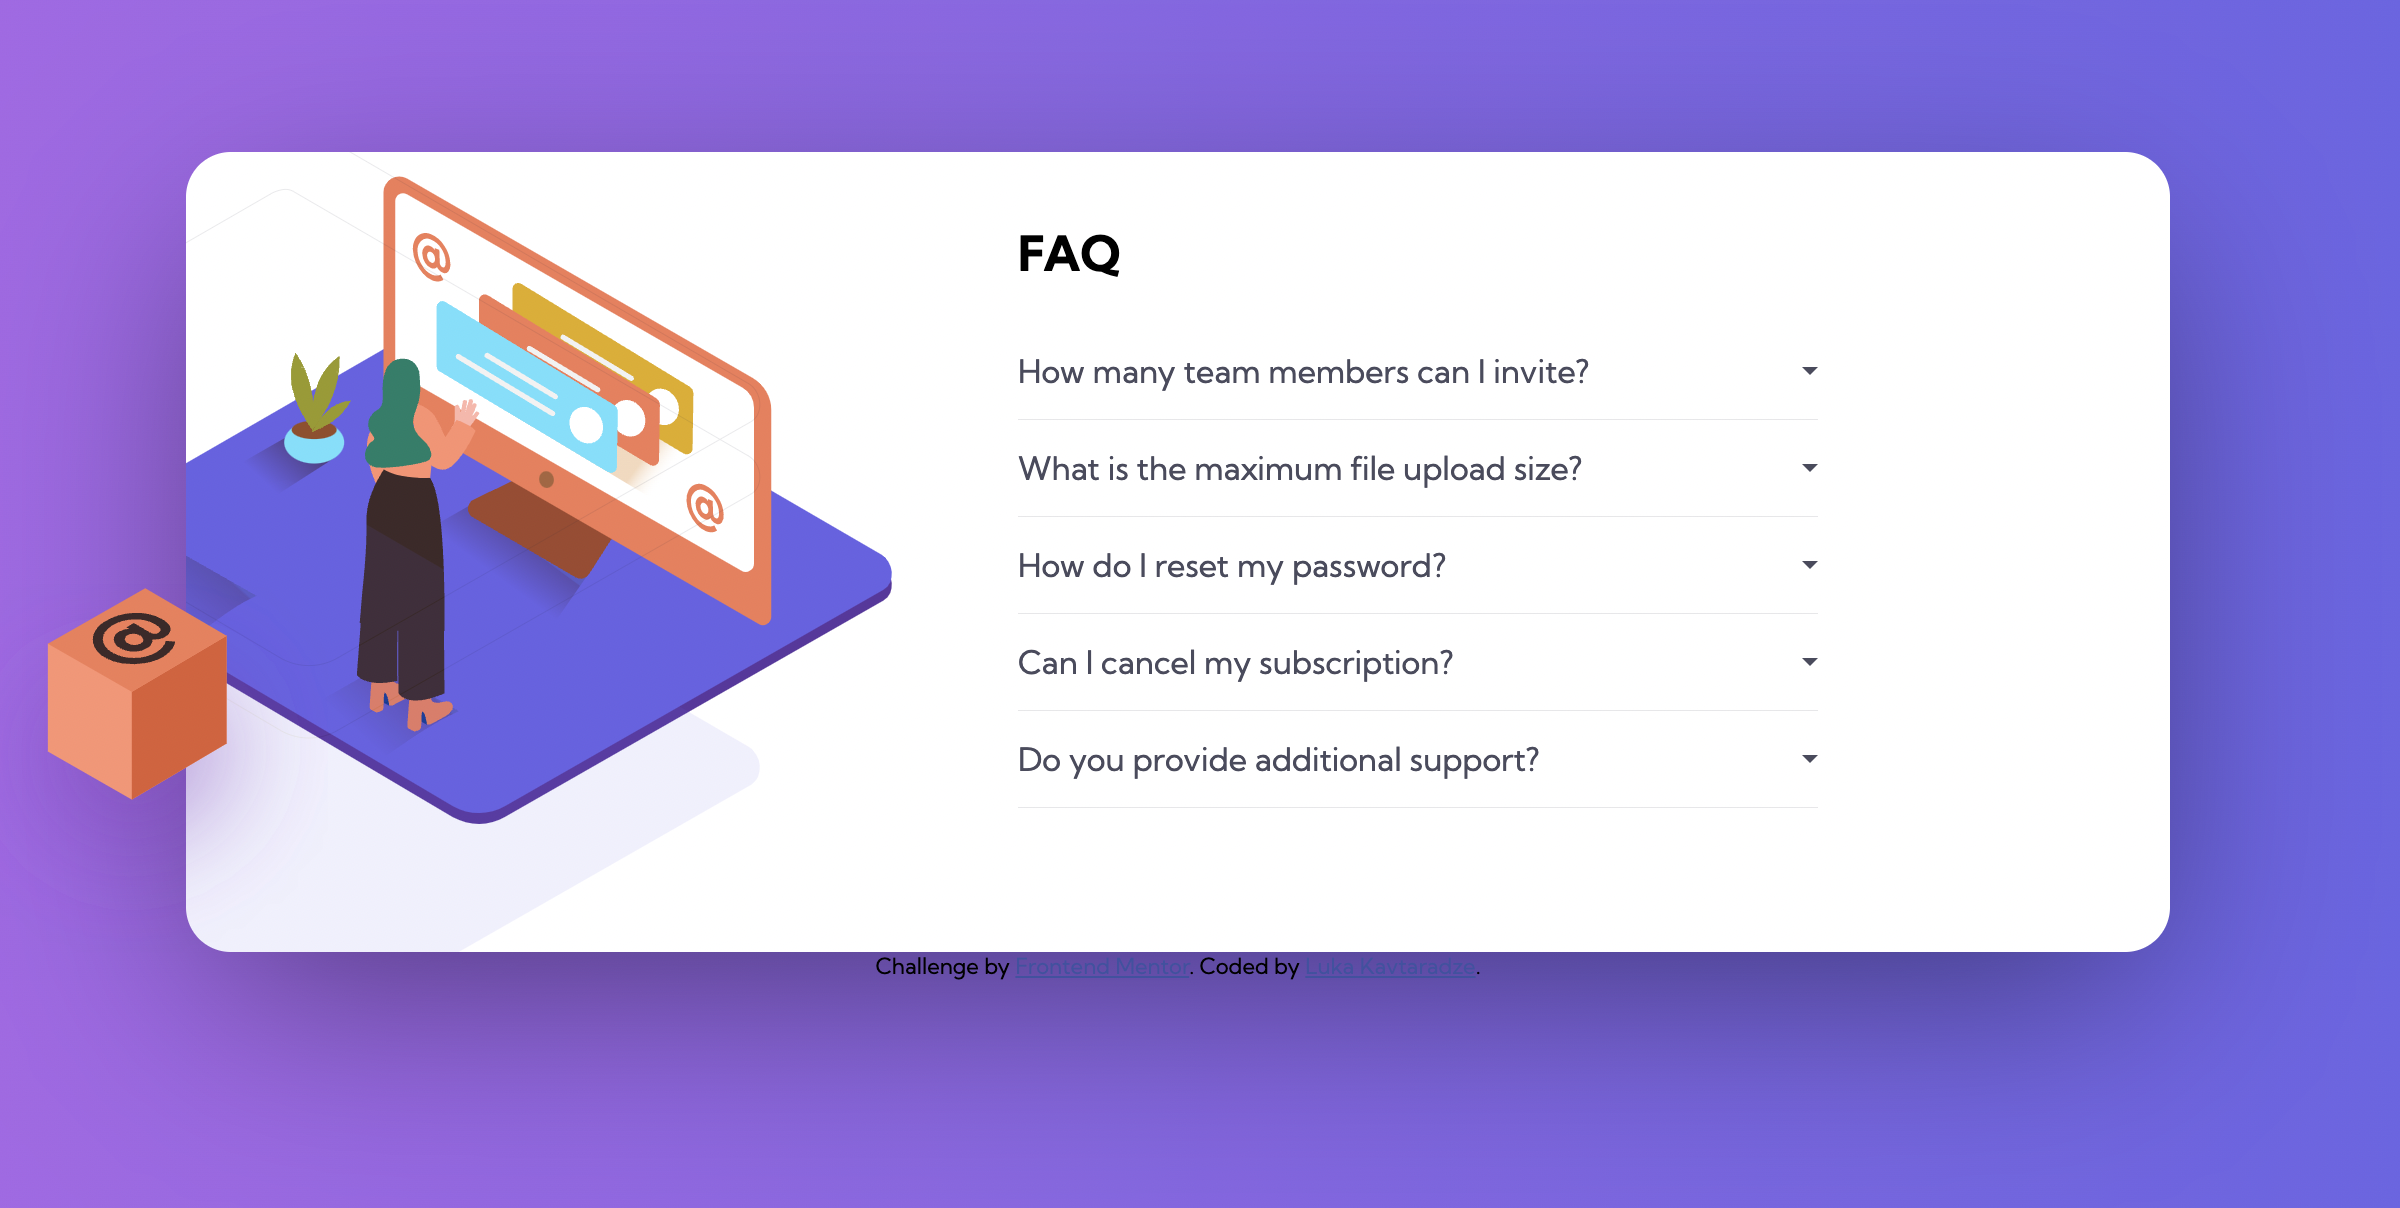 @
FAQ
@
How many team members can I invite?
What is the maximum file upload size?
@
How do I reset my password?
@
Can I cancel my subscription?
Do you provide additional support?
Challenge by Frontend Mentor. Coded by Luka Kavtaradze.